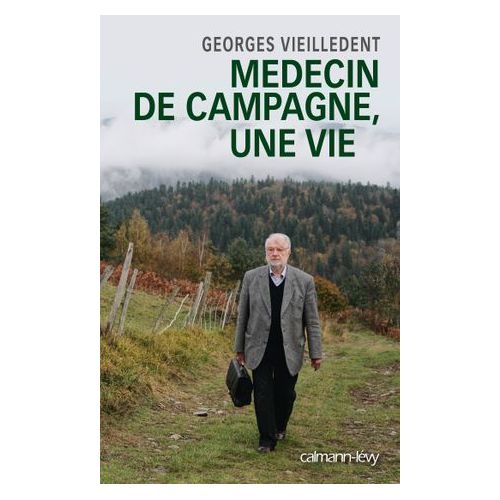 GEORGES VIEILLEDENT
MEDECIN
DE CAMPAGNE,
UNE VIE
calmann-lévy